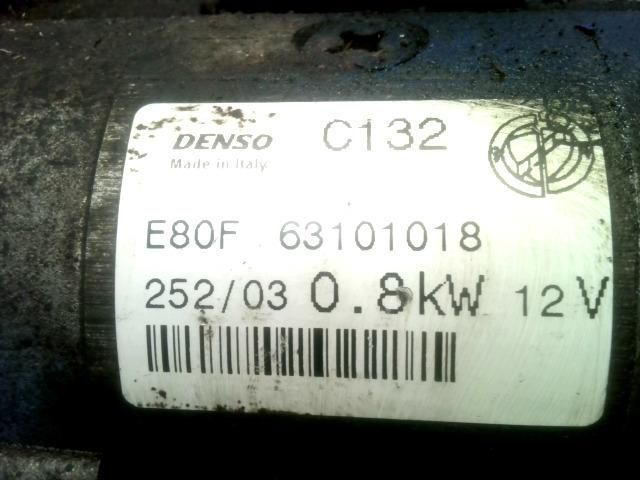 DENSO C132
Made in Italy
E80F 63101018
252/03 0.8kW 12V